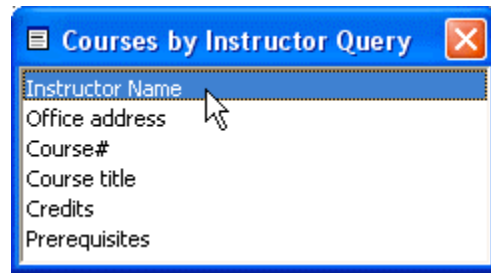 Courses by Instructor Query
Instructor Name
Office address
Course#
Course title
Credits
Prerequisites